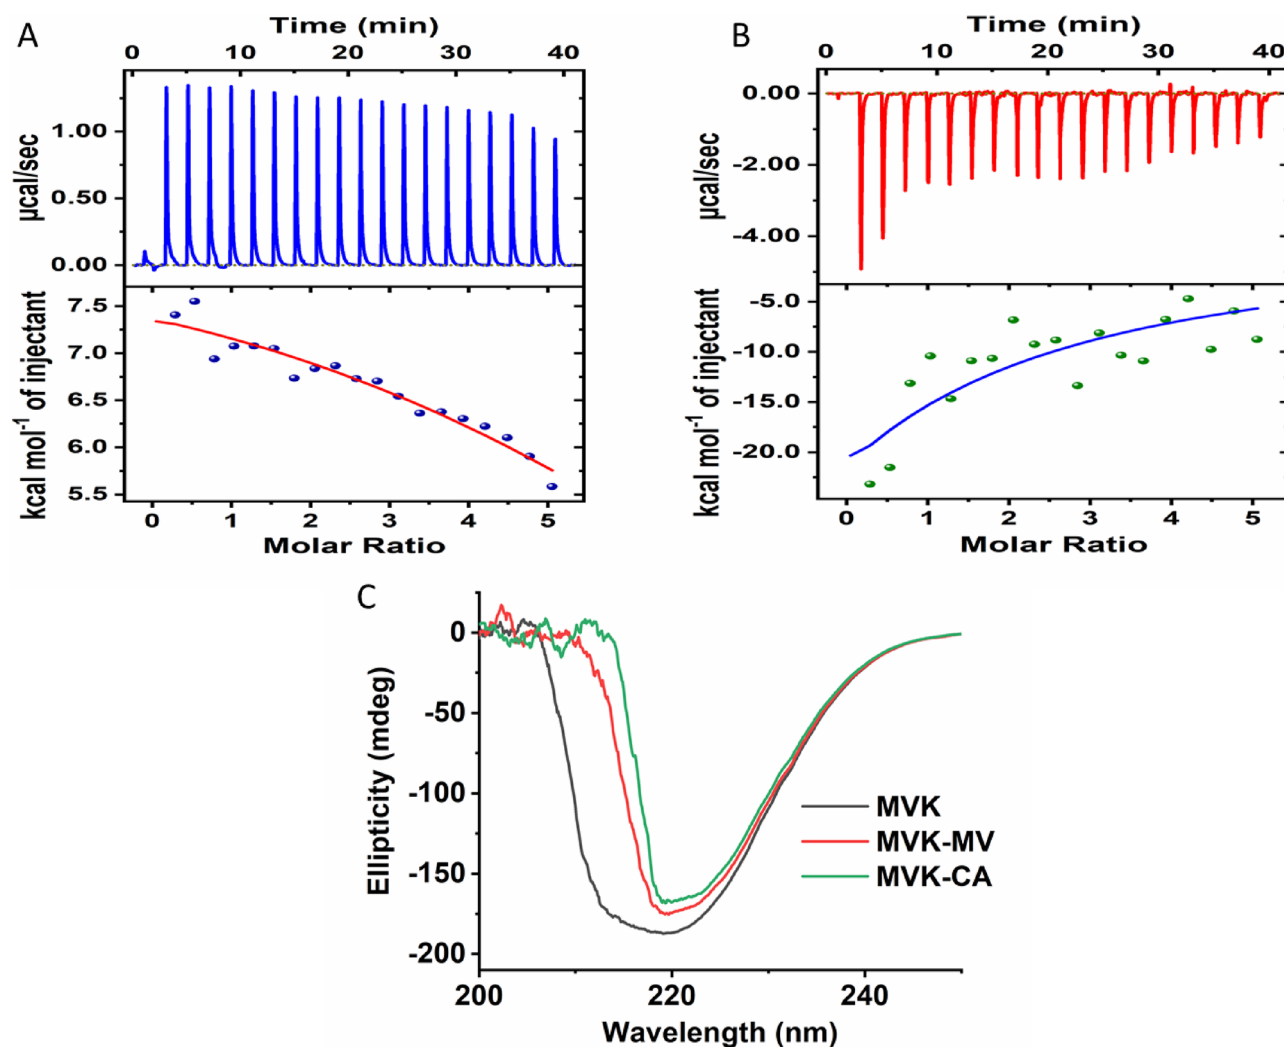 A
Time (min)
0 10 20 30 40
µcal/sec
1.00
0.50
0.00
kcal mol⁻¹ of injectant
7.5
7.0
6.5
6.0
5.5
0 1 2 3 4 5
Molar Ratio
B
Time (min)
0 10 20 30 40
µcal/sec
0.00
-2.00
-4.00
kcal mol⁻¹ of injectant
-5.0
-10.0
-15.0
-20.0
0 1 2 3 4 5
Molar Ratio
C
Ellipticity (mdeg)
0
-50
-100
-150
-200
MVK
MVK-MV
MVK-CA
200 220 240
Wavelength (nm)